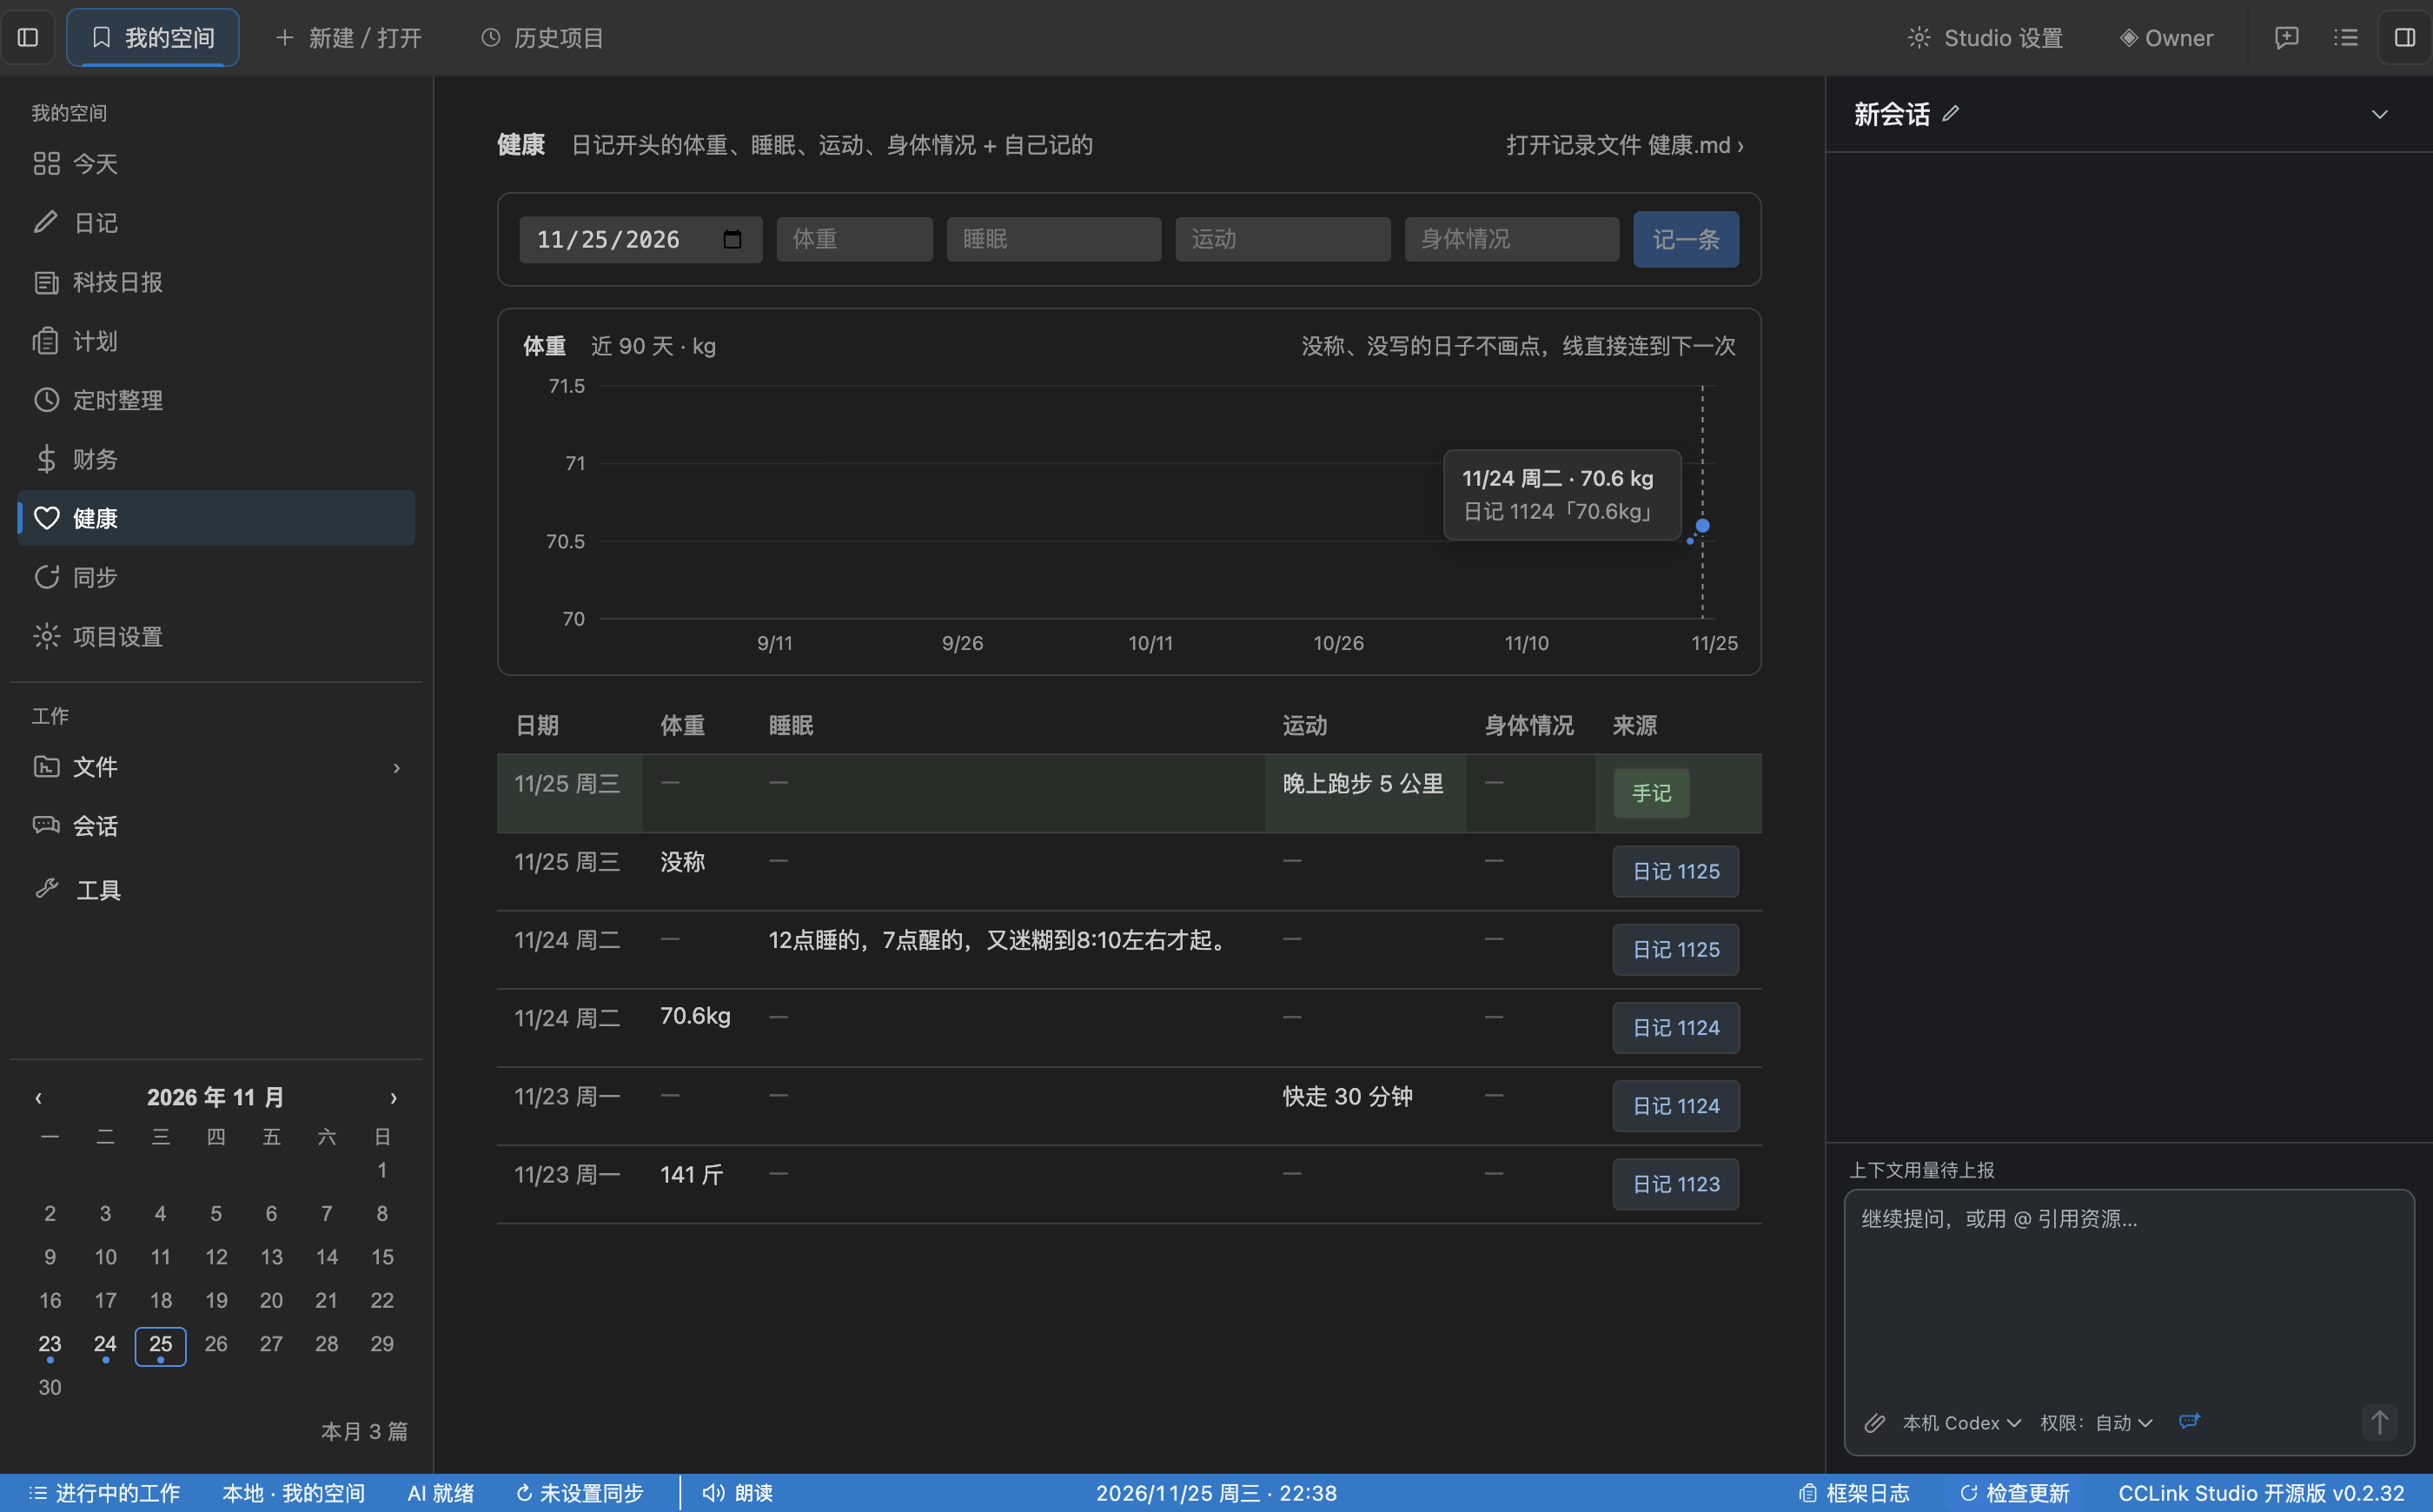 我的空间
新建 / 打开
历史项目
Studio 设置
Owner
我的空间
今天
日记
科技日报
计划
定时整理
财务
健康
同步
项目设置
工作
文件
会话
工具
2026 年 11 月
一 二 三 四 五 六 日
1
2 3 4 5 6 7 8
9 10 11 12 13 14 15
16 17 18 19 20 21 22
23 24 25 26 27 28 29
30
本月 3 篇
健康 日记开头的体重、睡眠、运动、身体情况 + 自己记的
打开记录文件 健康.md ›
11/25/2026 体重 睡眠 运动 身体情况 记一条
体重 近 90 天 · kg
没称、没写的日子不画点，线直接连到下一次
71.5
71
70.5
70
11/24 周二 · 70.6 kg
日记 1124「70.6kg」
9/11 9/26 10/11 10/26 11/10 11/25
日期 体重 睡眠 运动 身体情况 来源
11/25 周三 — — 晚上跑步 5 公里 — 手记
11/25 周三 没称 — — — 日记 1125
11/24 周二 — 12点睡的，7点醒的，又迷糊到8:10左右才起。 — — 日记 1125
11/24 周二 70.6kg — — — 日记 1124
11/23 周一 — — 快走 30 分钟 — 日记 1124
11/23 周一 141 斤 — — — 日记 1123
新会话
上下文用量待上报
继续提问，或用 @ 引用资源...
本机 Codex 权限：自动
进行中的工作 本地 · 我的空间 AI 就绪 未设置同步 朗读 2026/11/25 周三 · 22:38 框架日志 检查更新 CCLink Studio 开源版 v0.2.32